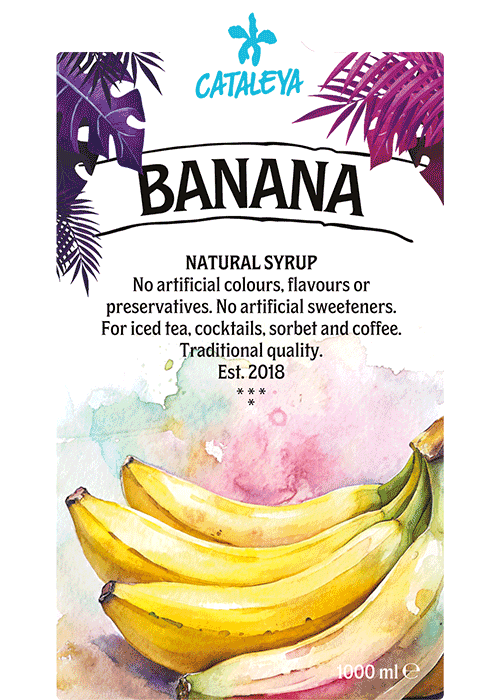 CATALEYA
BANANA
NATURAL SYRUP
No artificial colours, flavours or
preservatives. No artificial sweeteners.
For iced tea, cocktails, sorbet and coffee.
Traditional quality.
Est. 2018
* * *
*
1000 ml ℮